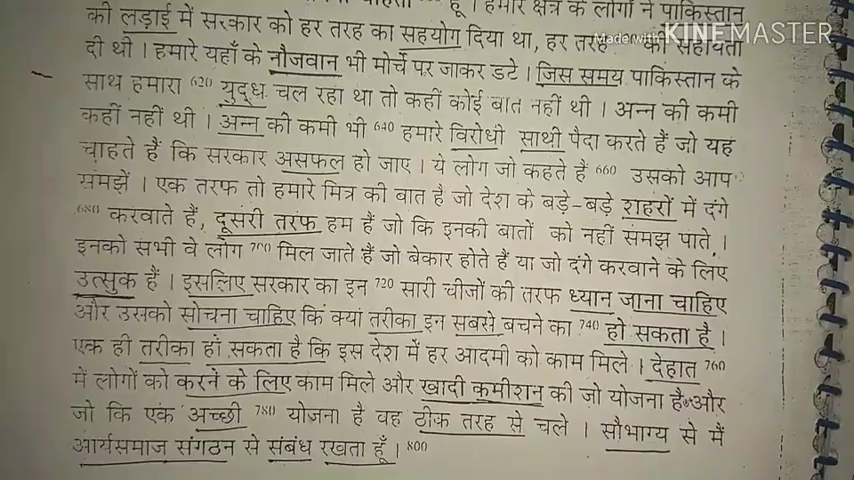 हूँ । हमारे क्षेत्र के लोगों ने पाकिस्तान
की लड़ाई में सरकार को हर तरह का सहयोग दिया था, हर तरह की सहायता
Made with KINEMASTER
दी थी । हमारे यहाँ के नौजवान भी मोर्चे पर जाकर डटे । जिस समय पाकिस्तान के
साथ हमारा 620 युद्ध चल रहा था तो कहीं कोई बात नहीं थी । अन्न की कमी
कहीं नहीं थी । अन्न की कमी भी 640 हमारे विरोधी साथी पैदा करते हैं जो यह
चाहते हैं कि सरकार असफल हो जाए । ये लोग जो कहते हैं 660 उसको आप
समझें । एक तरफ तो हमारे मित्र की बात है जो देश के बड़े-बड़े शहरों में दंगे
680 करवाते हैं, दूसरी तरफ हम हैं जो कि इनकी बातों को नहीं समझ पाते ।
इनको सभी वे लोग 700 मिल जाते हैं जो बेकार होते हैं या जो दंगे करवाने के लिए
उत्सुक हैं । इसलिए सरकार का इन 720 सारी चीजों की तरफ ध्यान जाना चाहिए
और उसको सोचना चाहिए कि क्या तरीका इन सबसे बचने का 740 हो सकता है ।
एक ही तरीका हो सकता है कि इस देश में हर आदमी को काम मिले । देहात 760
में लोगों को करने के लिए काम मिले और खादी कमीशन की जो योजना है और
जो कि एक अच्छी 780 योजना है वह ठीक तरह से चले । सौभाग्य से मैं
आर्यसमाज संगठन से संबंध रखता हूँ । 800